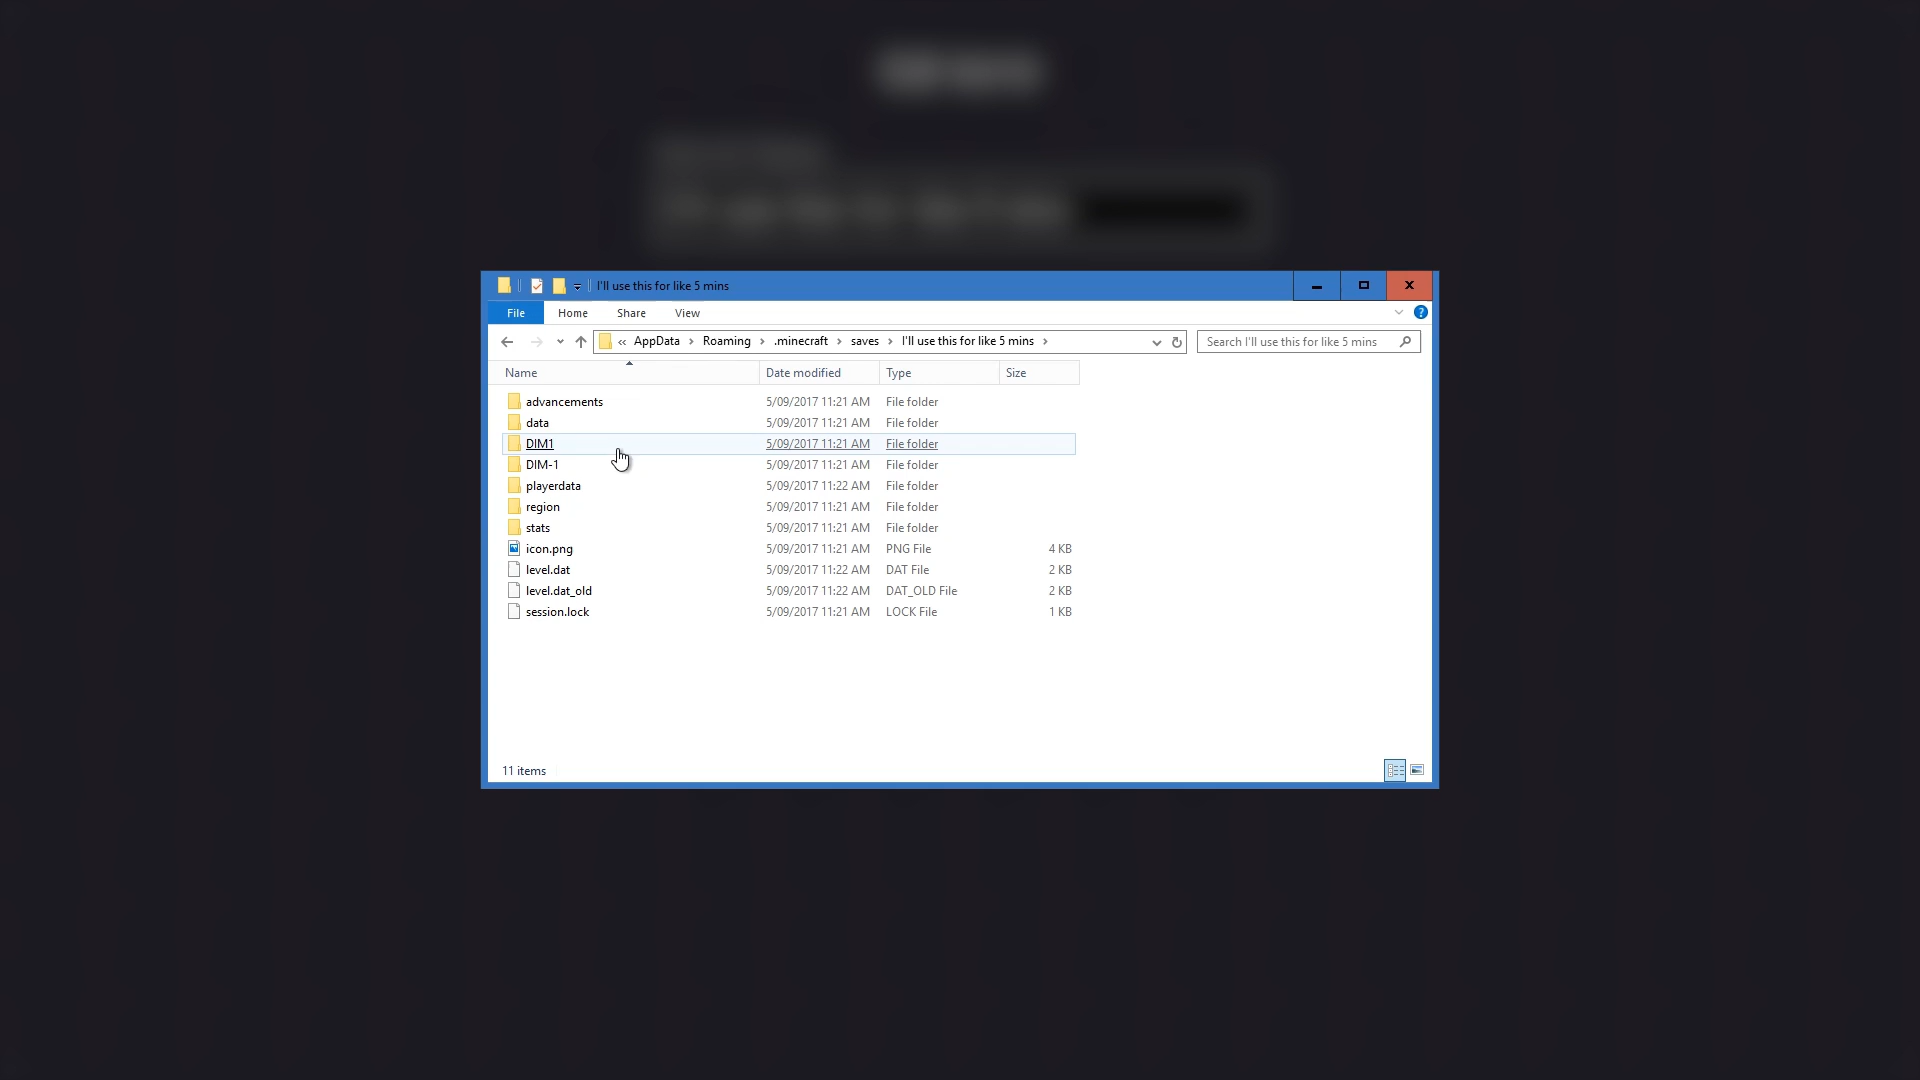 I'll use this for like 5 mins
File Home Share View
« AppData > Roaming > .minecraft > saves > I'll use this for like 5 mins > Search I'll use this for like 5 mins
Name Date modified Type Size
advancements 5/09/2017 11:21 AM File folder
data 5/09/2017 11:21 AM File folder
DIM1 5/09/2017 11:21 AM File folder
DIM-1 5/09/2017 11:21 AM File folder
playerdata 5/09/2017 11:22 AM File folder
region 5/09/2017 11:21 AM File folder
stats 5/09/2017 11:21 AM File folder
icon.png 5/09/2017 11:21 AM PNG File 4 KB
level.dat 5/09/2017 11:22 AM DAT File 2 KB
level.dat_old 5/09/2017 11:22 AM DAT_OLD File 2 KB
session.lock 5/09/2017 11:21 AM LOCK File 1 KB
11 items